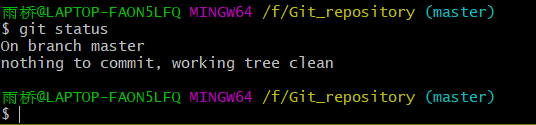 雨桥@LAPTOP-FAON5LFQ MINGW64 /f/Git_repository (master)
$ git status
On branch master
nothing to commit, working tree clean
雨桥@LAPTOP-FAON5LFQ MINGW64 /f/Git_repository (master)
$